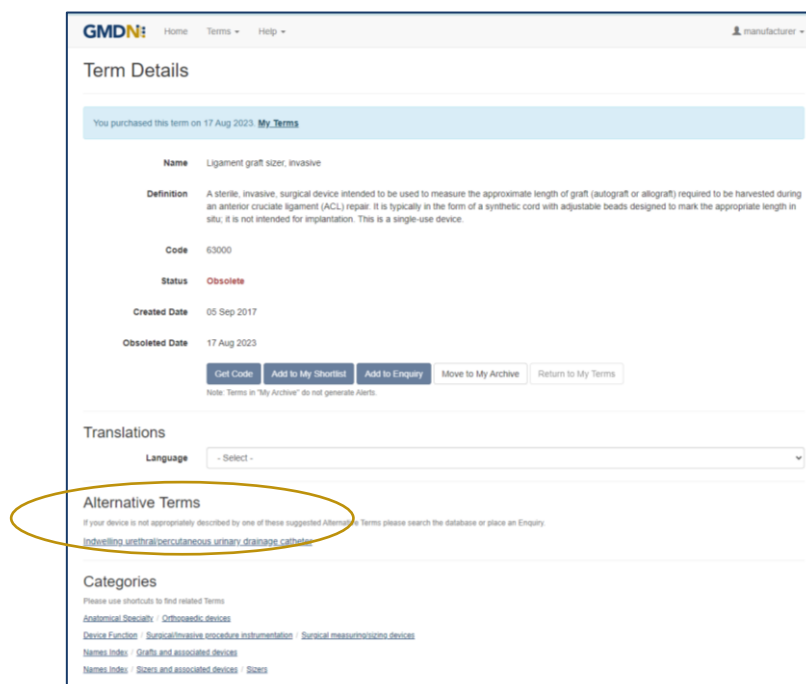 GMDN Home Terms Help manufacturer
Term Details
You purchased this term on 17 Aug 2023. My Terms
Name Ligament graft sizer, invasive
Definition A sterile, invasive, surgical device intended to be used to measure the approximate length of graft (autograft or allograft) required to be harvested during
an anterior cruciate ligament (ACL) repair. It is typically in the form of a synthetic cord with adjustable beads designed to mark the appropriate length in
situ; it is not intended for implantation. This is a single-use device.
Code 63000
Status Obsolete
Created Date 05 Sep 2017
Obsoleted Date 17 Aug 2023
Get Code Add to My Shortlist Add to Enquiry Move to My Archive Return to My Terms
Note: Terms in "My Archive" do not generate Alerts.
Translations
Language - Select -
Alternative Terms
If your device is not appropriately described by one of these suggested Alternative Terms please search the database or place an Enquiry.
Indwelling urethral/percutaneous urinary drainage catheter
Categories
Please use shortcuts to find related Terms
Anatomical Specialty / Orthopaedic devices
Device Function / Surgical/invasive procedure instrumentation / Surgical measuring/sizing devices
Names Index / Grafts and associated devices
Names Index / Sizers and associated devices / Sizers